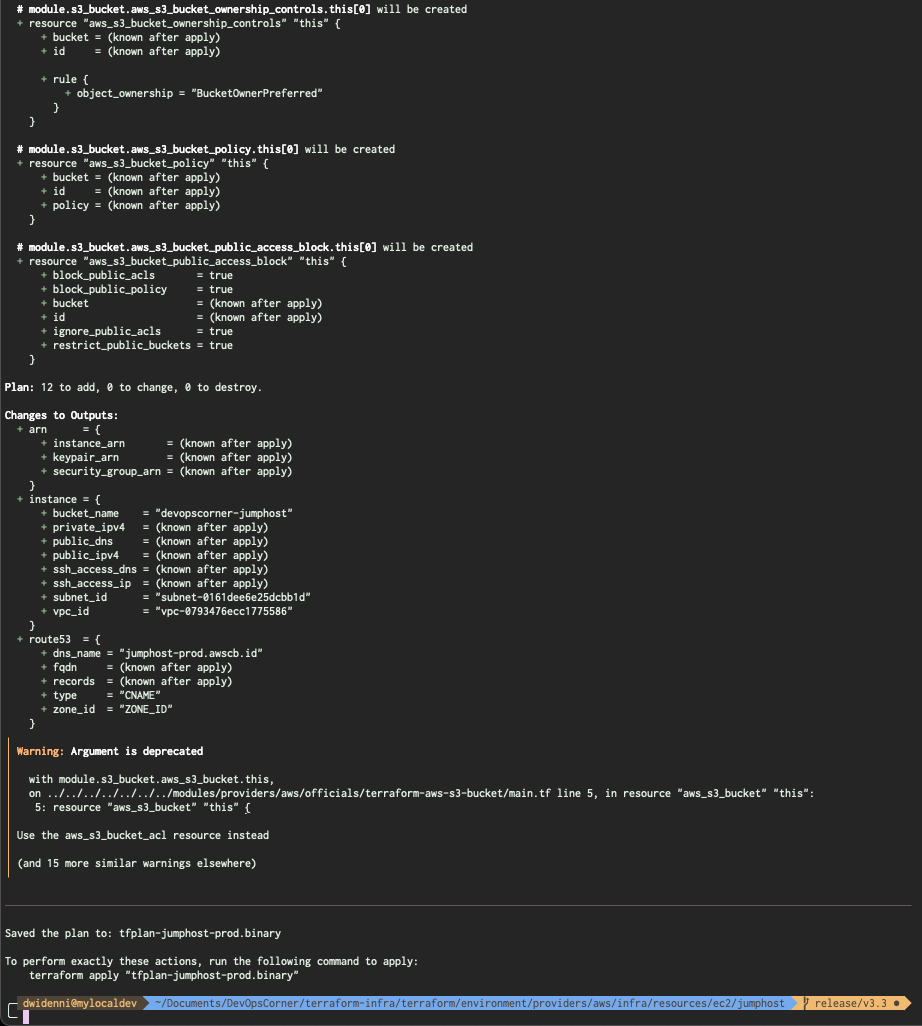 # module.s3_bucket.aws_s3_bucket_ownership_controls.this[0] will be created
+ resource "aws_s3_bucket_ownership_controls" "this" {
+ bucket = (known after apply)
+ id     = (known after apply)
+ rule {
+ object_ownership = "BucketOwnerPreferred"
}
}
# module.s3_bucket.aws_s3_bucket_policy.this[0] will be created
+ resource "aws_s3_bucket_policy" "this" {
+ bucket = (known after apply)
+ id     = (known after apply)
+ policy = (known after apply)
}
# module.s3_bucket.aws_s3_bucket_public_access_block.this[0] will be created
+ resource "aws_s3_bucket_public_access_block" "this" {
+ block_public_acls       = true
+ block_public_policy     = true
+ bucket                  = (known after apply)
+ id                      = (known after apply)
+ ignore_public_acls      = true
+ restrict_public_buckets = true
}
Plan: 12 to add, 0 to change, 0 to destroy.
Changes to Outputs:
+ arn      = {
+ instance_arn       = (known after apply)
+ keypair_arn        = (known after apply)
+ security_group_arn = (known after apply)
}
+ instance = {
+ bucket_name    = "devopscorner-jumphost"
+ private_ipv4   = (known after apply)
+ public_dns     = (known after apply)
+ public_ipv4    = (known after apply)
+ ssh_access_dns = (known after apply)
+ ssh_access_ip  = (known after apply)
+ subnet_id      = "subnet-0161dee6e25dcbb1d"
+ vpc_id         = "vpc-0793476ecc1775586"
}
+ route53  = {
+ dns_name = "jumphost-prod.awscb.id"
+ fqdn     = (known after apply)
+ records  = (known after apply)
+ type     = "CNAME"
+ zone_id  = "ZONE_ID"
}
Warning: Argument is deprecated
with module.s3_bucket.aws_s3_bucket.this,
on ../../../../../../../modules/providers/aws/officials/terraform-aws-s3-bucket/main.tf line 5, in resource "aws_s3_bucket" "this":
5: resource "aws_s3_bucket" "this" {
Use the aws_s3_bucket_acl resource instead
(and 15 more similar warnings elsewhere)
Saved the plan to: tfplan-jumphost-prod.binary
To perform exactly these actions, run the following command to apply:
terraform apply "tfplan-jumphost-prod.binary"
dwidenni@mylocaldev ~/Documents/DevOpsCorner/terraform-infra/terraform/environment/providers/aws/infra/resources/ec2/jumphost release/v3.3 ●